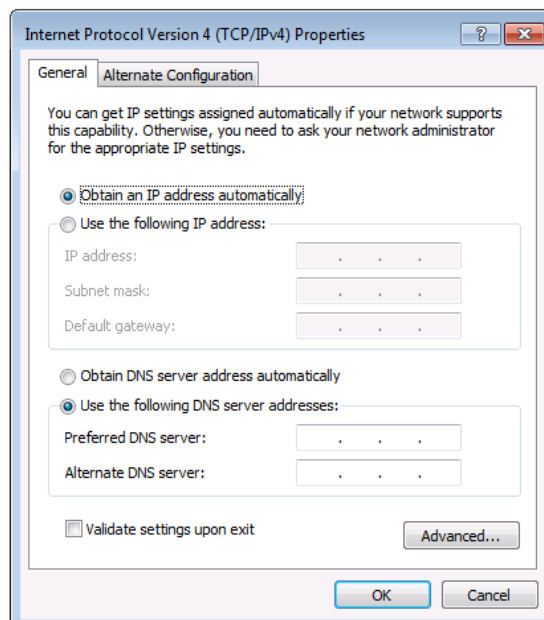 Internet Protocol Version 4 (TCP/IPv4) Properties
General
Alternate Configuration
You can get IP settings assigned automatically if your network supports
this capability. Otherwise, you need to ask your network administrator
for the appropriate IP settings.
Obtain an IP address automatically
Use the following IP address:
IP address:
Subnet mask:
Default gateway:
Obtain DNS server address automatically
Use the following DNS server addresses:
Preferred DNS server:
Alternate DNS server:
Validate settings upon exit
Advanced...
OK
Cancel